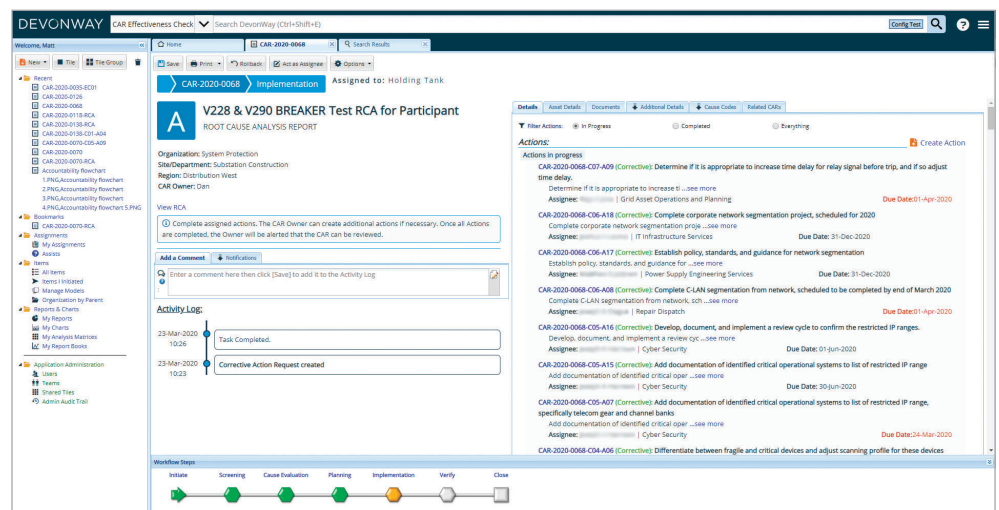 DEVONWAY
CAR Effectiveness Check
Search DevonWay (Ctrl+Shift+E)
Config Test
Welcome, Matt
New
Tile
Tile Group
Recent
CAR-2020-0035-EC01
CAR-2020-0126
CAR-2020-0068
CAR-2020-0118-RCA
CAR-2020-0138-RCA
CAR-2020-0138-C01-A04
CAR-2020-0070-C05-A09
CAR-2020-0070
CAR-2020-0070-RCA
Accountability flowchart
1.PNG,Accountability flowchart
2.PNG,Accountability flowchart
3.PNG,Accountability flowchart
4.PNG,Accountability flowchart 5.PNG
Bookmarks
CAR-2020-0070-RCA
Assignments
My Assignments
Assists
Items
All Items
Items I Initiated
Manage Models
Organization by Parent
Reports & Charts
My Reports
My Charts
My Analysis Matrices
My Report Books
Application Administration
Users
Teams
Shared Tiles
Admin Audit Trail
Home
CAR-2020-0068
Search Results
Save
Print
Rollback
Act as Assignee
Options
CAR-2020-0068
Implementation
Assigned to: Holding Tank
A
V228 & V290 BREAKER Test RCA for Participant
ROOT CAUSE ANALYSIS REPORT
Organization: System Protection
Site/Department: Substation Construction
Region: Distribution West
CAR Owner: Dan
View RCA
Complete assigned actions. The CAR Owner can create additional actions if necessary. Once all Actions
are completed, the Owner will be alerted that the CAR can be reviewed.
Add a Comment
Notifications
Enter a comment here then click [Save] to add it to the Activity Log
Activity Log:
23-Mar-2020
10:26
Task Completed.
23-Mar-2020
10:23
Corrective Action Request created
Details
Asset Details
Documents
Additional Details
Cause Codes
Related CARs
Filter Actions:
In Progress
Completed
Everything
Actions:
Create Action
Actions in progress
CAR-2020-0068-C07-A09 (Corrective): Determine if it is appropriate to increase time delay for relay signal before trip, and if so adjust
time delay.
Determine if it is appropriate to increase ti ...see more
Assignee: | Grid Asset Operations and Planning Due Date:01-Apr-2020
CAR-2020-0068-C06-A18 (Corrective): Complete corporate network segmentation project, scheduled for 2020
Complete corporate network segmentation proje ...see more
Assignee: | IT Infrastructure Services Due Date: 31-Dec-2020
CAR-2020-0068-C06-A17 (Corrective): Establish policy, standards, and guidance for network segmentation
Establish policy, standards, and guidance for ...see more
Assignee: | Power Supply Engineering Services Due Date: 31-Dec-2020
CAR-2020-0068-C06-A08 (Corrective): Complete C-LAN segmentation from network, scheduled to be completed by end of March 2020
Complete C-LAN segmentation from network, sch ...see more
Assignee: | Repair Dispatch Due Date:01-Apr-2020
CAR-2020-0068-C05-A16 (Corrective): Develop, document, and implement a review cycle to confirm the restricted IP ranges.
Develop, document, and implement a review cyc ...see more
Assignee: | Cyber Security Due Date: 01-Jun-2020
CAR-2020-0068-C05-A15 (Corrective): Add documentation of identified critical operational systems to list of restricted IP range
Add documentation of identified critical oper ...see more
Assignee: | Cyber Security Due Date: 30-Jun-2020
CAR-2020-0068-C05-A07 (Corrective): Add documentation of identified critical operational systems to list of restricted IP range,
specifically telecom gear and channel banks
Add documentation of identified critical oper ...see more
Assignee: | Cyber Security Due Date:24-Mar-2020
CAR-2020-0068-C04-A06 (Corrective): Differentiate between fragile and critical devices and adjust scanning profile for these devices
Workflow Steps
Initiate
Screening
Cause Evaluation
Planning
Implementation
Verify
Close